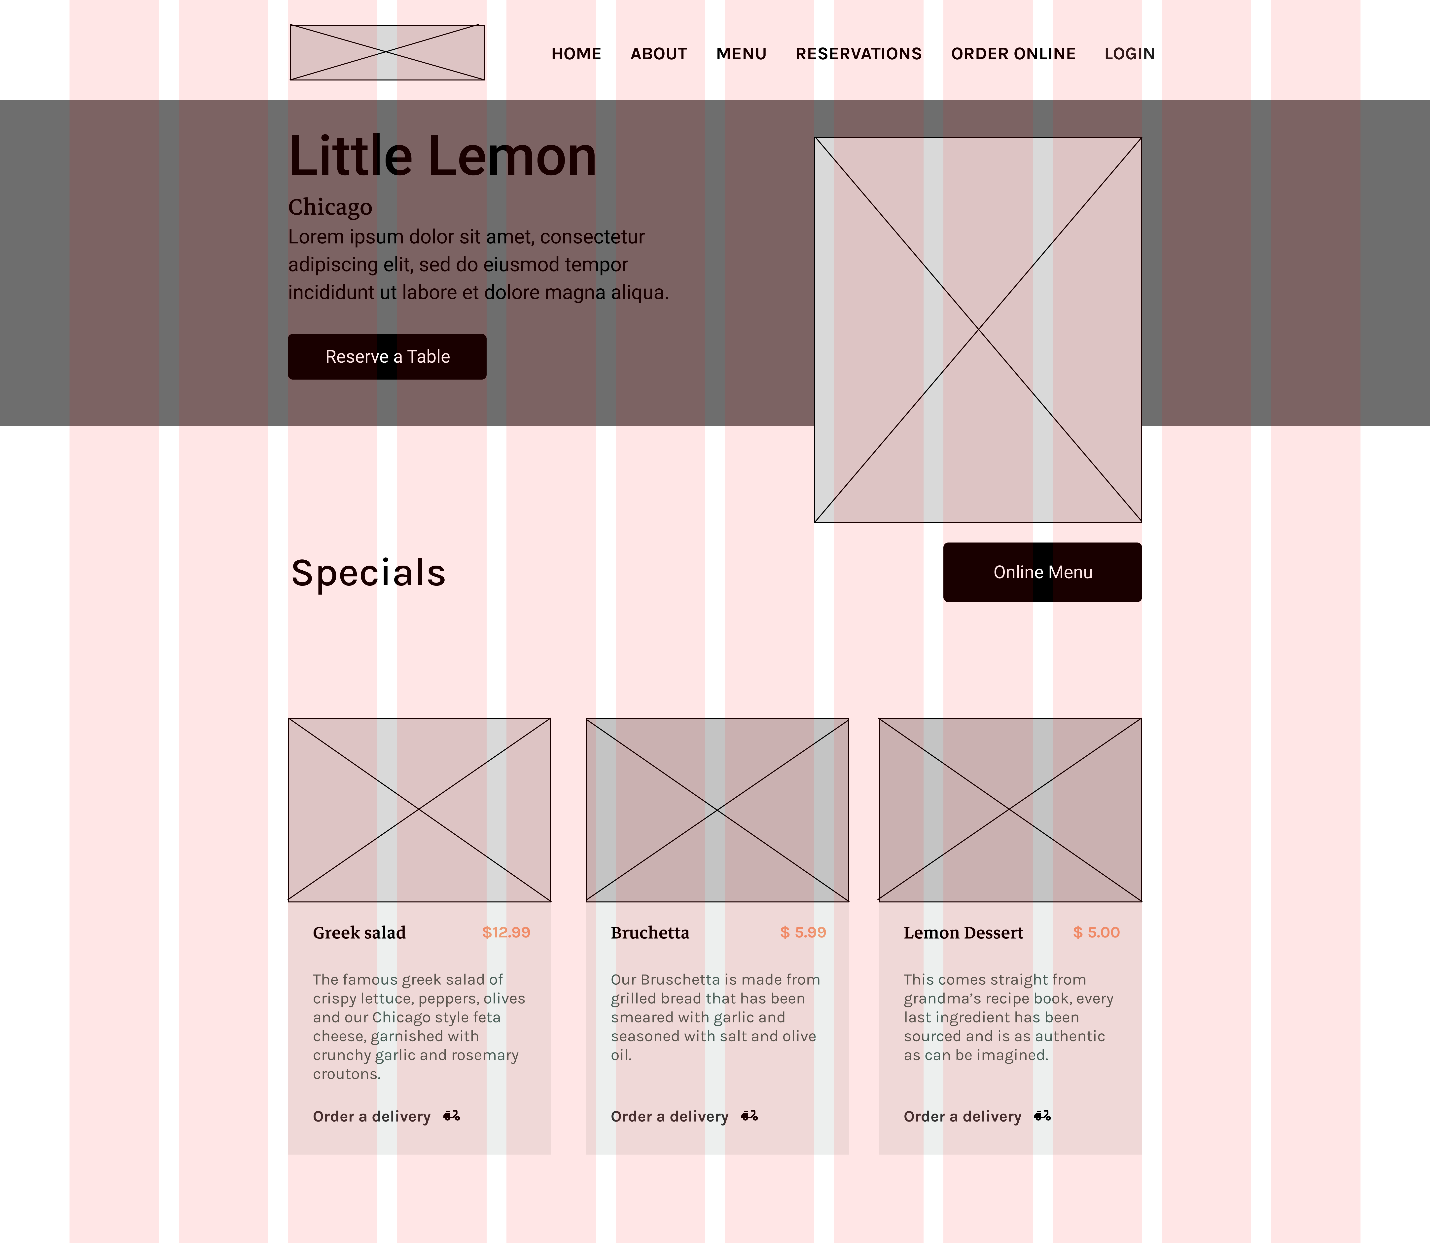 HOME ABOUT MENU RESERVATIONS ORDER ONLINE LOGIN
Little Lemon
Chicago
Lorem ipsum dolor sit amet, consectetur
adipiscing elit, sed do eiusmod tempor
incididunt ut labore et dolore magna aliqua.
Reserve a Table
Specials
Online Menu
Greek salad $12.99
The famous greek salad of
crispy lettuce, peppers, olives
and our Chicago style feta
cheese, garnished with
crunchy garlic and rosemary
croutons.
Order a delivery
Bruchetta $ 5.99
Our Bruschetta is made from
grilled bread that has been
smeared with garlic and
seasoned with salt and olive
oil.
Order a delivery
Lemon Dessert $ 5.00
This comes straight from
grandma's recipe book, every
last ingredient has been
sourced and is as authentic
as can be imagined.
Order a delivery